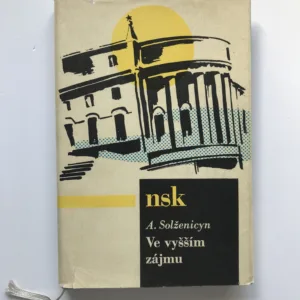 nsk
A. Solženicyn
Ve vyšším
zájmu